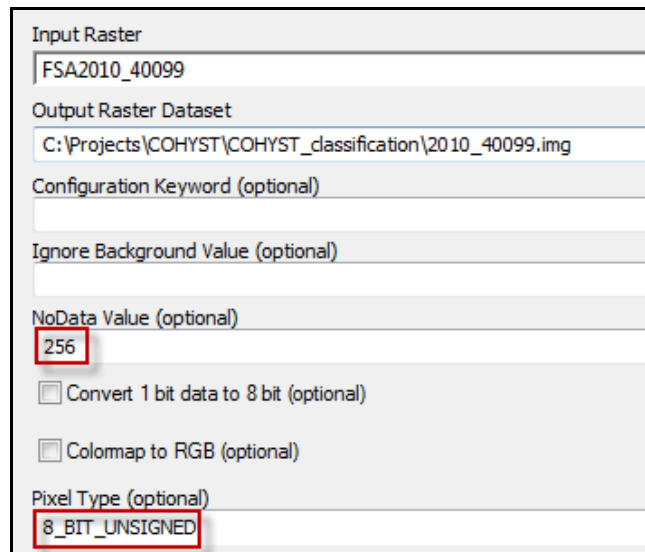 Input Raster
FSA2010_40099
Output Raster Dataset
C:\Projects\COHYST\COHYST_classification\2010_40099.img
Configuration Keyword (optional)
Ignore Background Value (optional)
NoData Value (optional)
256
Convert 1 bit data to 8 bit (optional)
Colormap to RGB (optional)
Pixel Type (optional)
8_BIT_UNSIGNED